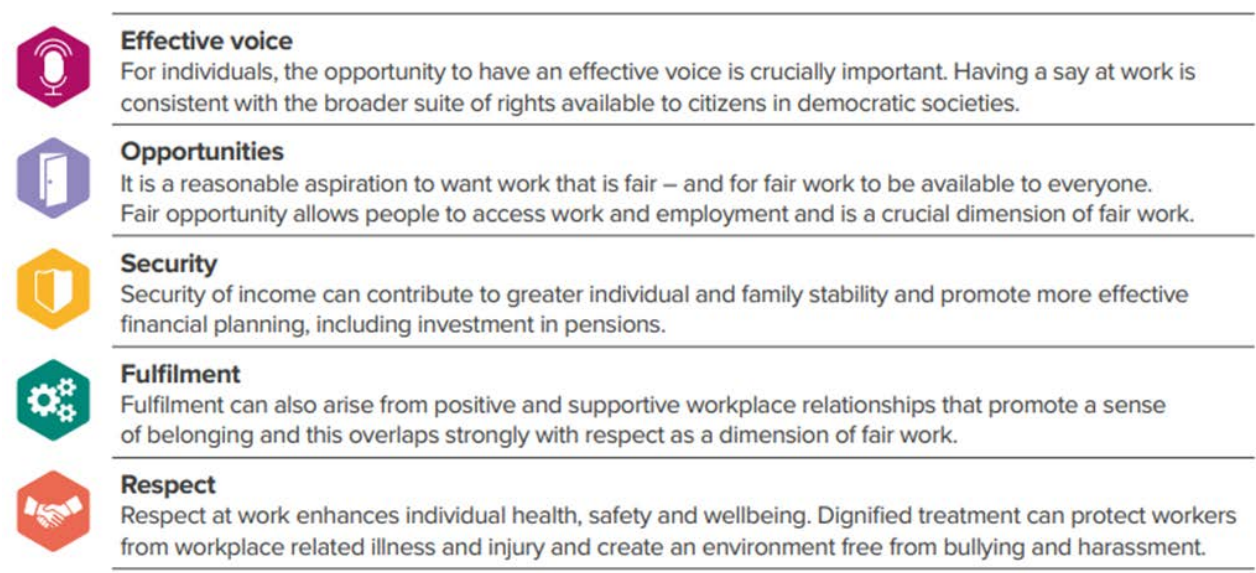 Effective voice
For individuals, the opportunity to have an effective voice is crucially important. Having a say at work is
consistent with the broader suite of rights available to citizens in democratic societies.
Opportunities
It is a reasonable aspiration to want work that is fair – and for fair work to be available to everyone.
Fair opportunity allows people to access work and employment and is a crucial dimension of fair work.
Security
Security of income can contribute to greater individual and family stability and promote more effective
financial planning, including investment in pensions.
Fulfilment
Fulfilment can also arise from positive and supportive workplace relationships that promote a sense
of belonging and this overlaps strongly with respect as a dimension of fair work.
Respect
Respect at work enhances individual health, safety and wellbeing. Dignified treatment can protect workers
from workplace related illness and injury and create an environment free from bullying and harassment.